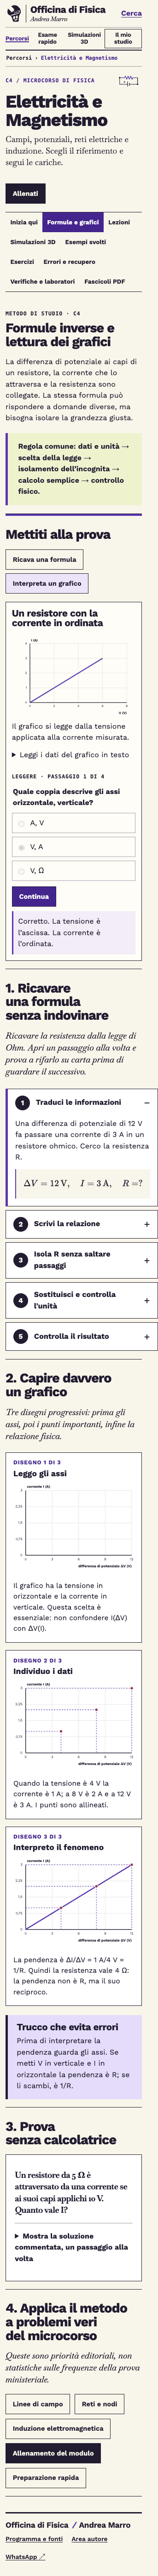 Officina di Fisica
Andrea Marro
Cerca
Percorsi
Esame
rapido
Simulazioni
3D
Il mio
studio
Percorsi › Elettricità e Magnetismo
C4 / MICROCORSO DI FISICA
Elettricità e
Magnetismo
Campi, potenziali, reti elettriche e
induzione. Scegli il riferimento e
segui le cariche.
Allenati
Inizia qui
Formule e grafici
Lezioni
Simulazioni 3D
Esempi svolti
Esercizi
Errori e recupero
Verifiche e laboratori
Fascicoli PDF
METODO DI STUDIO · C4
Formule inverse e
lettura dei grafici
La differenza di potenziale ai capi di
un resistore, la corrente che lo
attraversa e la resistenza sono
collegate. La stessa formula può
rispondere a domande diverse, ma
bisogna isolare la grandezza giusta.
Regola comune: dati e unità →
scelta della legge →
isolamento dell'incognita →
calcolo semplice → controllo
fisico.
Mettiti alla prova
Ricava una formula
Interpreta un grafico
Un resistore con la
corrente in ordinata
I (A)
V (V)
Il grafico si legge dalla tensione
applicata alla corrente misurata.
▶ Leggi i dati del grafico in testo
LEGGERE · PASSAGGIO 1 DI 4
Quale coppia descrive gli assi
orizzontale, verticale?
A, V
V, A
V, Ω
Continua
Corretto. La tensione è
l'ascissa. La corrente è
l'ordinata.
1. Ricavare
una formula
senza indovinare
Ricavare la resistenza dalla legge di
Ohm. Apri un passaggio alla volta e
prova a rifarlo su carta prima di
guardare il successivo.
1 Traduci le informazioni −
Una differenza di potenziale di 12 V
fa passare una corrente di 3 A in un
resistore ohmico. Cerco la resistenza
R.
ΔV = 12 V, I = 3 A, R =?
2 Scrivi la relazione +
3 Isola R senza saltare
passaggi +
4 Sostituisci e controlla
l'unità +
5 Controlla il risultato +
2. Capire davvero
un grafico
Tre disegni progressivi: prima gli
assi, poi i punti importanti, infine la
relazione fisica.
DISEGNO 1 DI 3
Leggo gli assi
corrente I (A)
differenza di potenziale ΔV (V)
Il grafico ha la tensione in
orizzontale e la corrente in
verticale. Questa scelta è
essenziale: non confondere I(ΔV)
con ΔV(I).
DISEGNO 2 DI 3
Individuo i dati
corrente I (A)
differenza di potenziale ΔV (V)
Quando la tensione è 4 V la
corrente è 1 A; a 8 V è 2 A e a 12 V
è 3 A. I punti sono allineati.
DISEGNO 3 DI 3
Interpreto il fenomeno
corrente I (A)
differenza di potenziale ΔV (V)
La pendenza è ΔI/ΔV = 1 A/4 V =
1/R. Quindi la resistenza vale 4 Ω:
la pendenza non è R, ma il suo
reciproco.
Trucco che evita errori
Prima di interpretare la
pendenza guarda gli assi. Se
metti V in verticale e I in
orizzontale la pendenza è R; se
li scambi, è 1/R.
3. Prova
senza calcolatrice
Un resistore da 5 Ω è
attraversato da una corrente se
ai suoi capi applichi 10 V.
Quanto vale I?
▶ Mostra la soluzione
commentata, un passaggio alla
volta
4. Applica il metodo
a problemi veri
del microcorso
Queste sono priorità editoriali, non
statistiche sulle frequenze della prova
ministeriale.
Linee di campo
Reti e nodi
Induzione elettromagnetica
Allenamento del modulo
Preparazione rapida
Officina di Fisica / Andrea Marro
Programma e fonti
Area autore
WhatsApp ↗